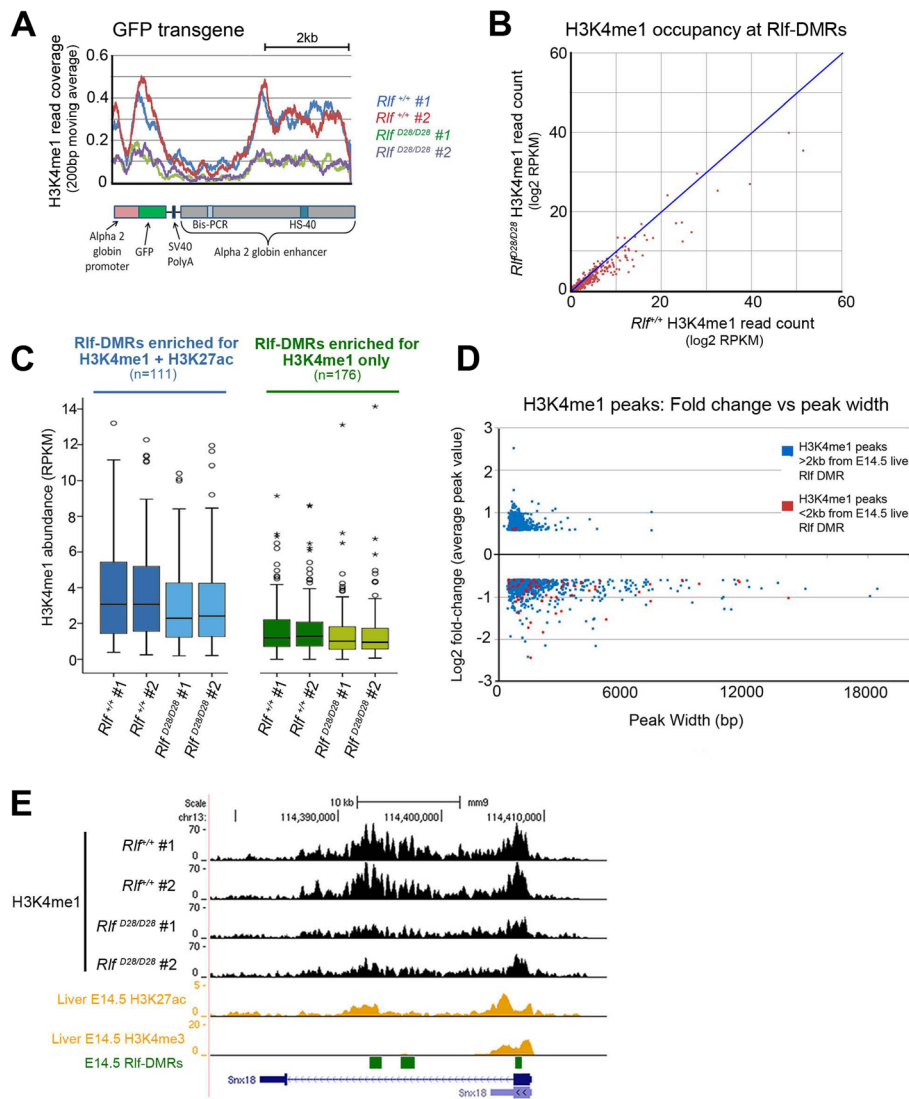 A
GFP transgene
2kb
H3K4me1 read coverage
(200bp moving average)
0.6
0.4
0.2
0
Rlf +/+ #1
Rlf +/+ #2
Rlf D28/D28 #1
Rlf D28/D28 #2
Bis-PCR
HS-40
Alpha 2
globin
promoter
GFP
SV40
PolyA
Alpha 2 globin enhancer
B
H3K4me1 occupancy at Rlf-DMRs
RlfD28/D28 H3K4me1 read count
(log2 RPKM)
60
40
20
0
0
20
40
60
Rlf+/+ H3K4me1 read count
(log2 RPKM)
C
Rlf-DMRs enriched for
H3K4me1 + H3K27ac
(n=111)
Rlf-DMRs enriched for
H3K4me1 only
(n=176)
H3K4me1 abundance (RPKM)
14
12
10
8
6
4
2
0
Rlf +/+ #1
Rlf +/+ #2
Rlf D28/D28 #1
Rlf D28/D28 #2
Rlf +/+ #1
Rlf +/+ #2
Rlf D28/D28 #1
Rlf D28/D28 #2
D
H3K4me1 peaks: Fold change vs peak width
Log2 fold-change (average peak value)
3
2
1
0
-1
-2
-3
H3K4me1 peaks
>2kb from E14.5 live
Rlf DMR
H3K4me1 peaks
<2kb from E14.5 live
Rlf DMR
0
6000
12000
18000
Peak Width (bp)
E
Scale
10 kb
mm9
chr13:
114,390,000
114,400,000
114,410,000
H3K4me1
Rlf+/+ #1
70 -
0 -
Rlf+/+ #2
70 -
0 -
Rlf D28/D28 #1
70 -
0 -
Rlf D28/D28 #2
70 -
0 -
Liver E14.5 H3K27ac
5 -
0 -
Liver E14.5 H3K4me3
20 -
0 -
E14.5 Rlf-DMRs
Snx18
Snx18